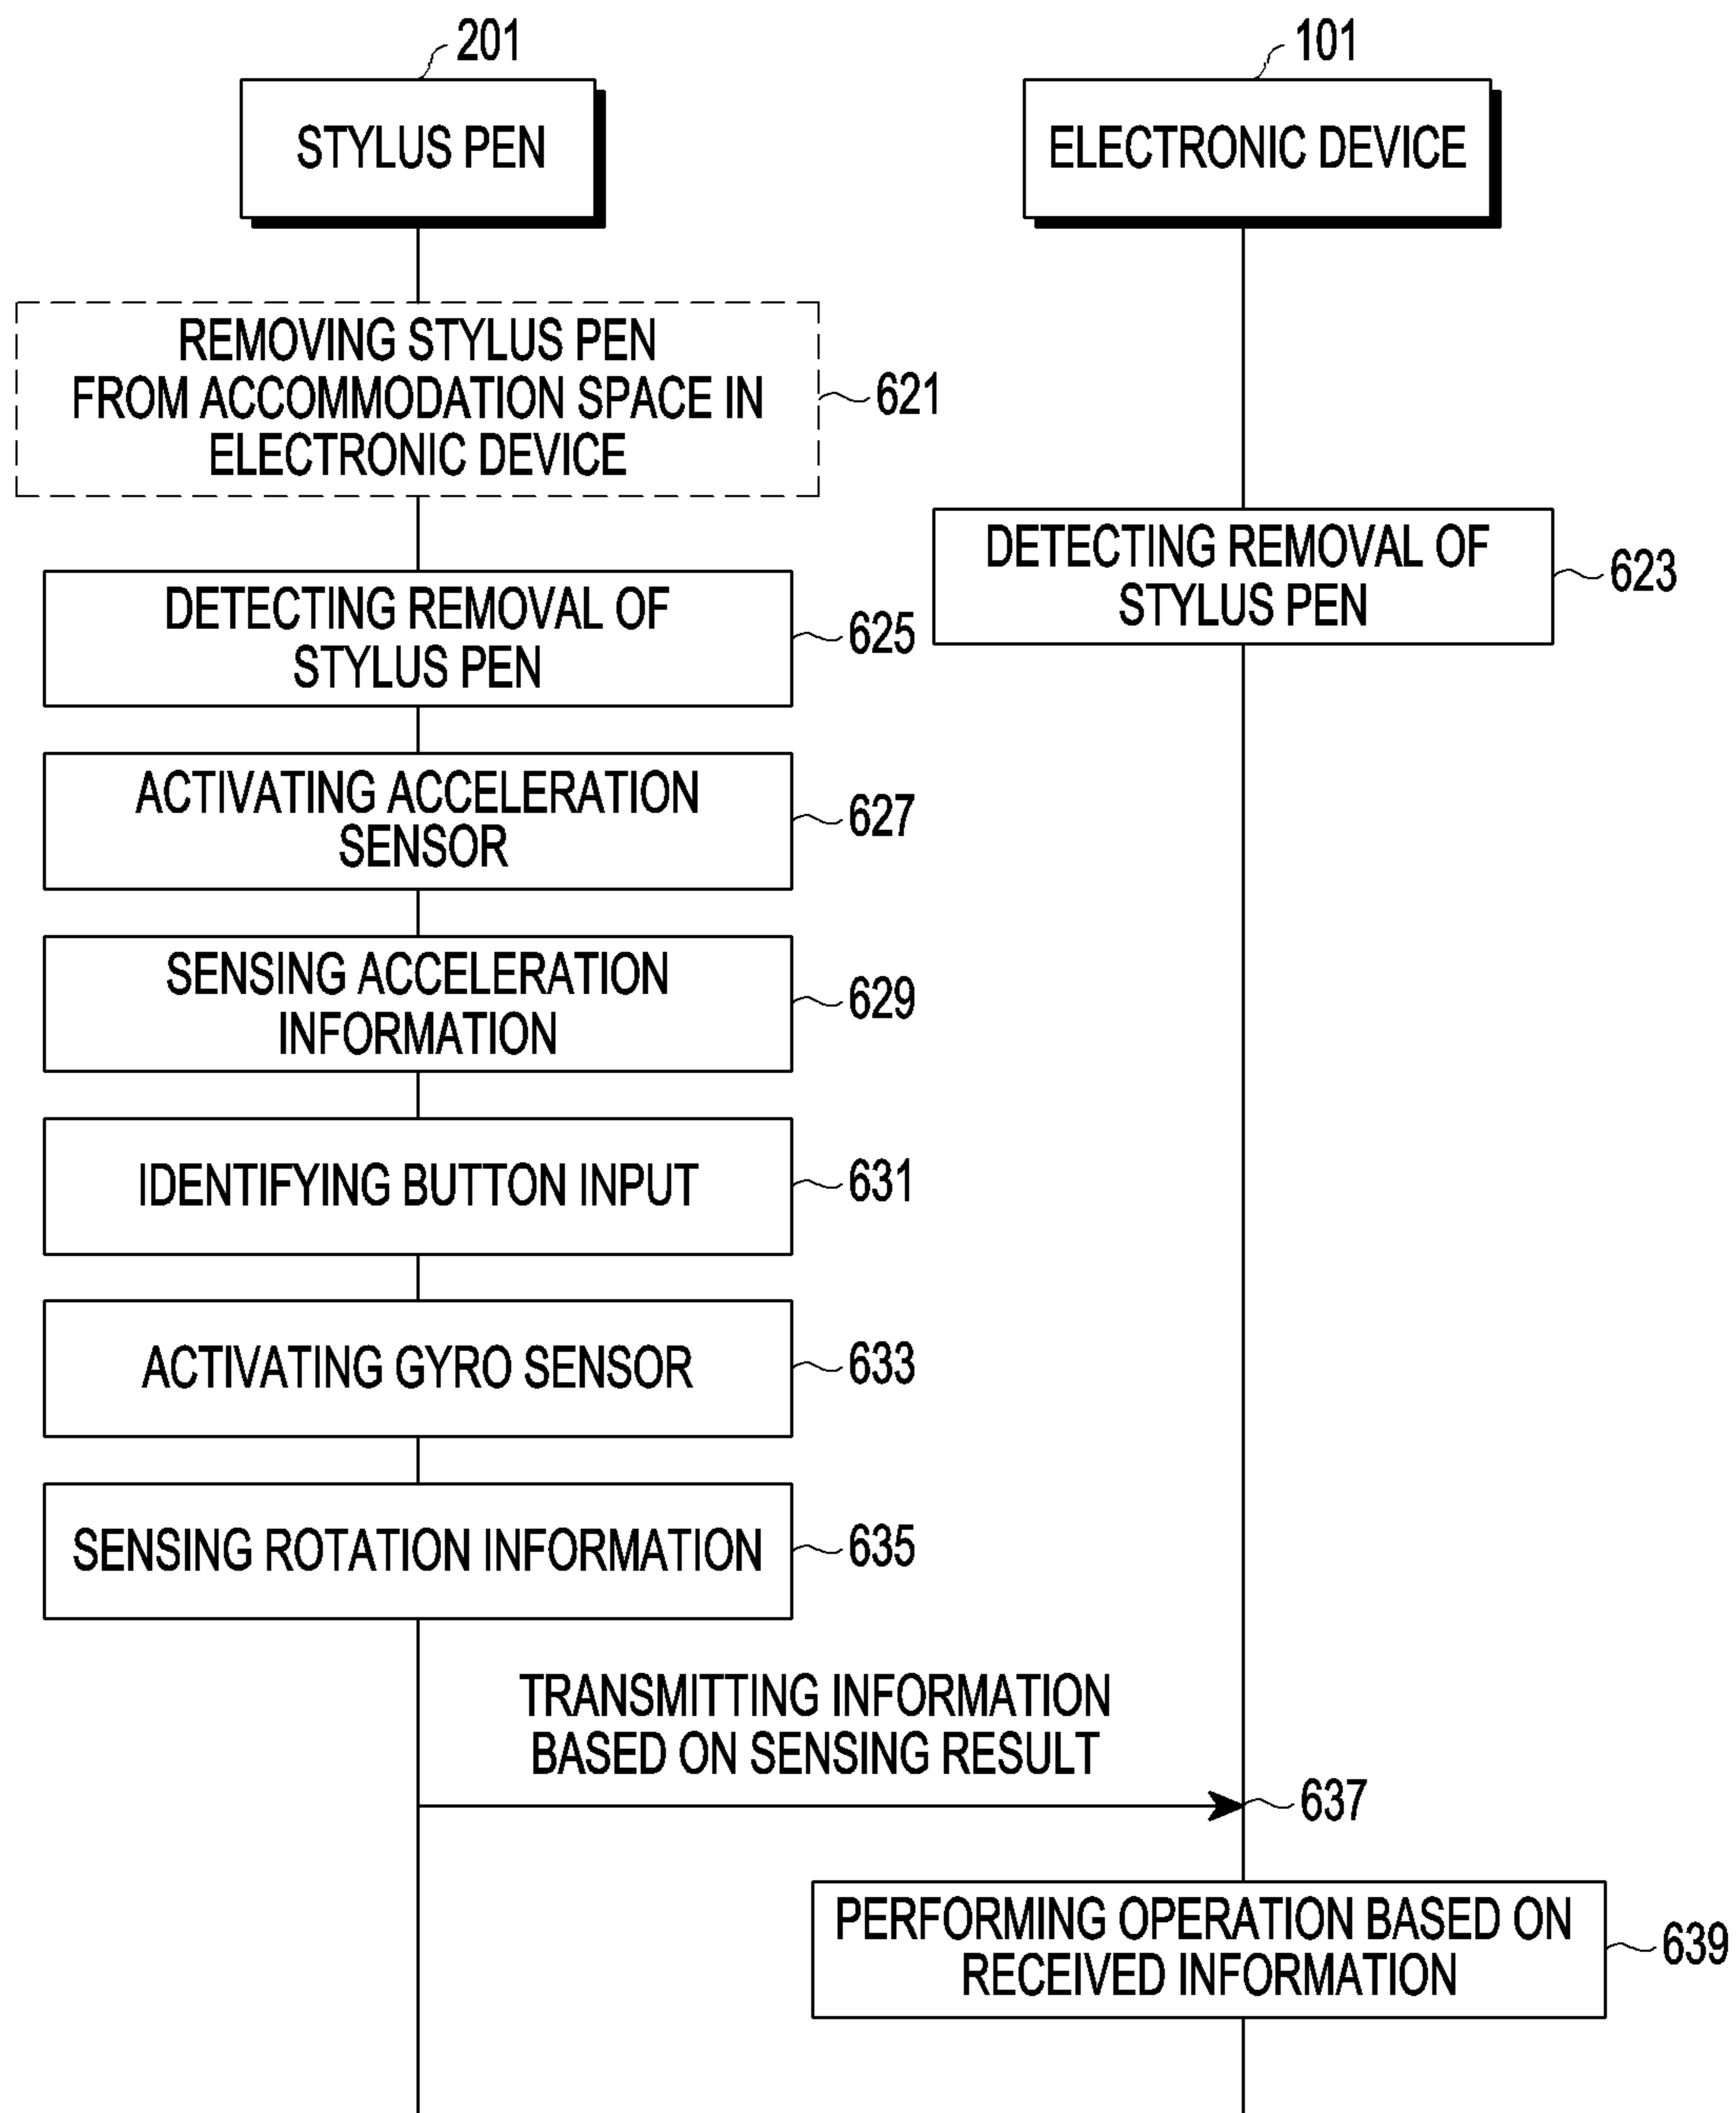 201
101
STYLUS PEN
ELECTRONIC DEVICE
REMOVING STYLUS PEN
FROM ACCOMMODATION SPACE IN
ELECTRONIC DEVICE
621
DETECTING REMOVAL OF
STYLUS PEN
623
DETECTING REMOVAL OF
STYLUS PEN
625
ACTIVATING ACCELERATION
SENSOR
627
SENSING ACCELERATION
INFORMATION
629
IDENTIFYING BUTTON INPUT
631
ACTIVATING GYRO SENSOR
633
SENSING ROTATION INFORMATION
635
TRANSMITTING INFORMATION
BASED ON SENSING RESULT
637
PERFORMING OPERATION BASED ON
RECEIVED INFORMATION
639